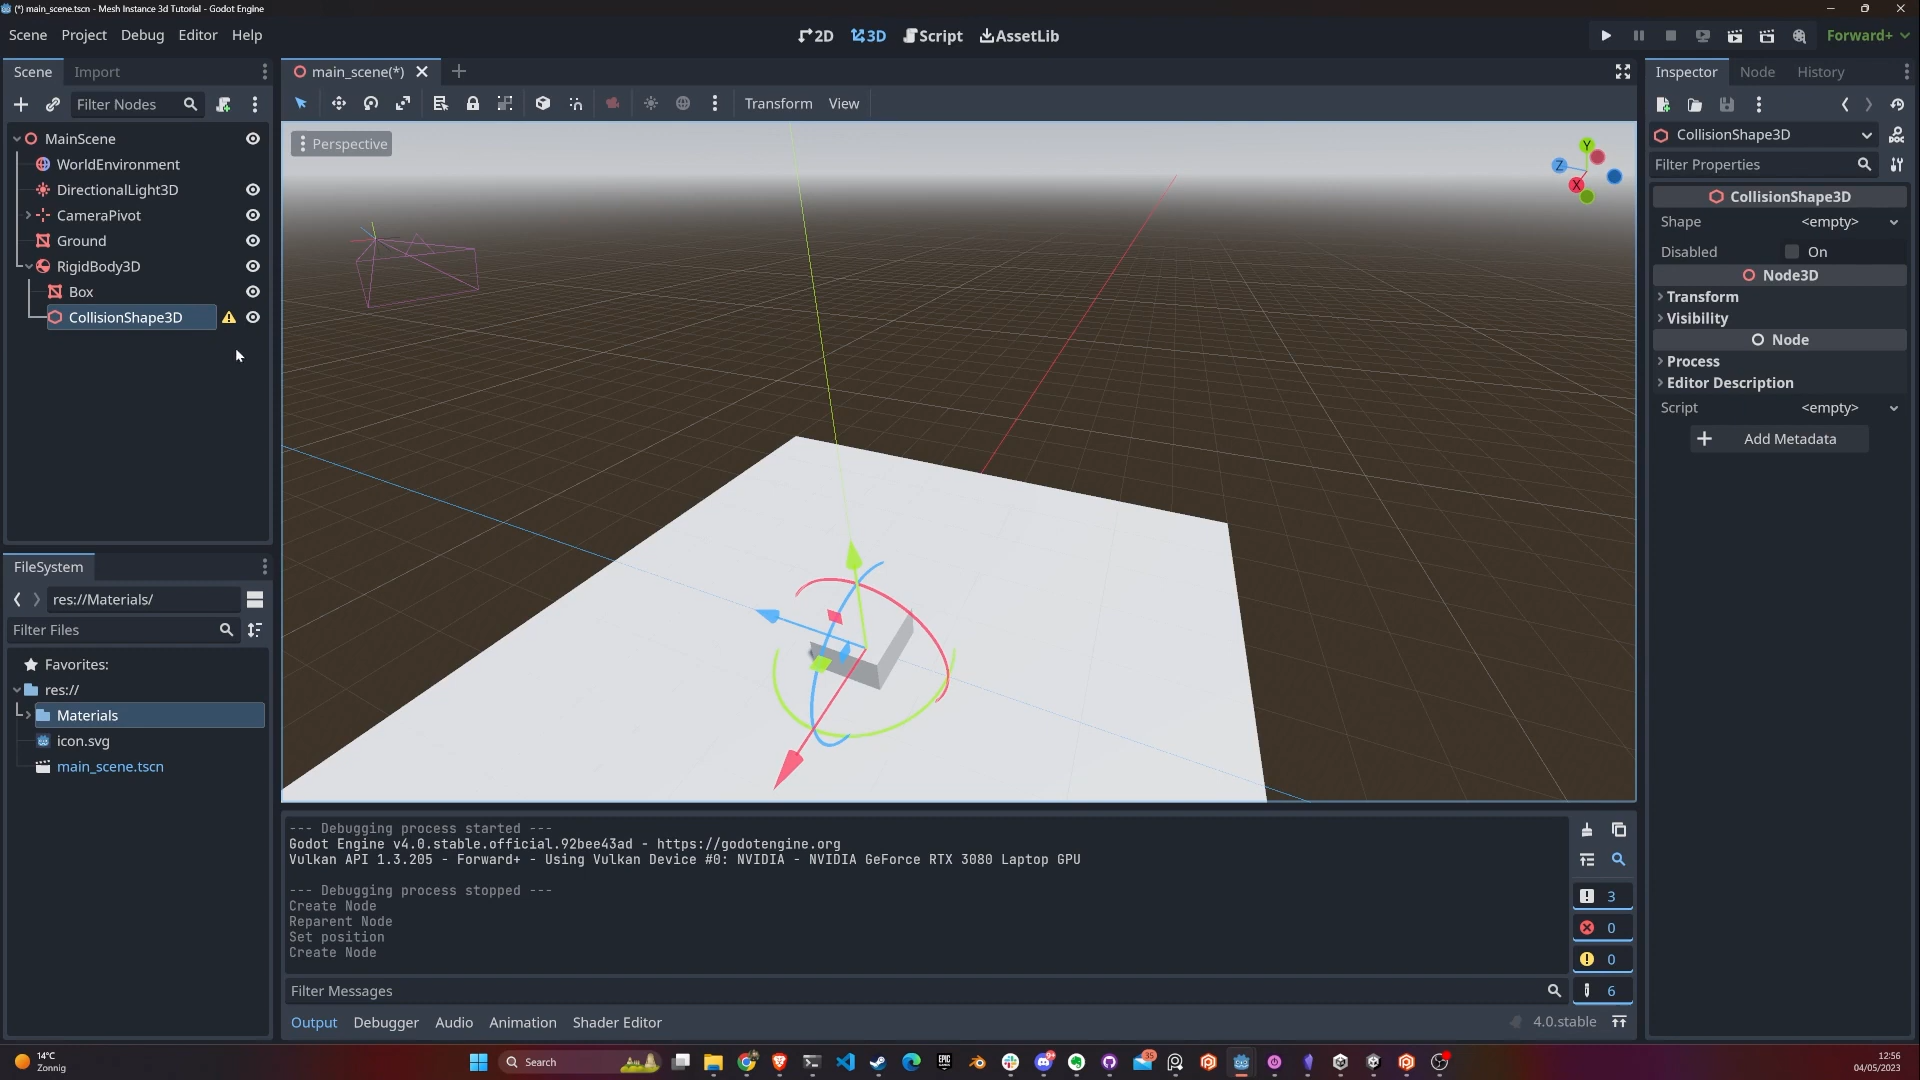 (*) main_scene.tscn - Mesh Instance 3d Tutorial - Godot Engine
Scene Project Debug Editor Help
2D 3D Script AssetLib
Forward+
Scene Import
main_scene(*)
Inspector Node History
Filter Nodes
Transform View
MainScene
WorldEnvironment
DirectionalLight3D
CameraPivot
Ground
RigidBody3D
Box
CollisionShape3D
Perspective
Y
Z
X
CollisionShape3D
Filter Properties
CollisionShape3D
Shape <empty>
Disabled On
Node3D
Transform
Visibility
Node
Process
Editor Description
Script <empty>
Add Metadata
FileSystem
res://Materials/
Filter Files
Favorites:
res://
Materials
icon.svg
main_scene.tscn
--- Debugging process started ---
Godot Engine v4.0.stable.official.92bee43ad - https://godotengine.org
Vulkan API 1.3.205 - Forward+ - Using Vulkan Device #0: NVIDIA - NVIDIA GeForce RTX 3080 Laptop GPU
--- Debugging process stopped ---
Create Node
Reparent Node
Set position
Create Node
3
0
0
6
Filter Messages
Output Debugger Audio Animation Shader Editor
4.0.stable
14°C
Zonnig
Search
35
12:56
04/05/2023